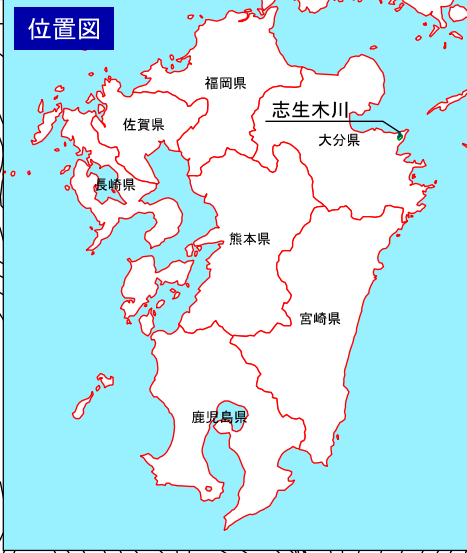 位置図
福岡県
志生木川
佐賀県
大分県
長崎県
熊本県
宮崎県
鹿児島県